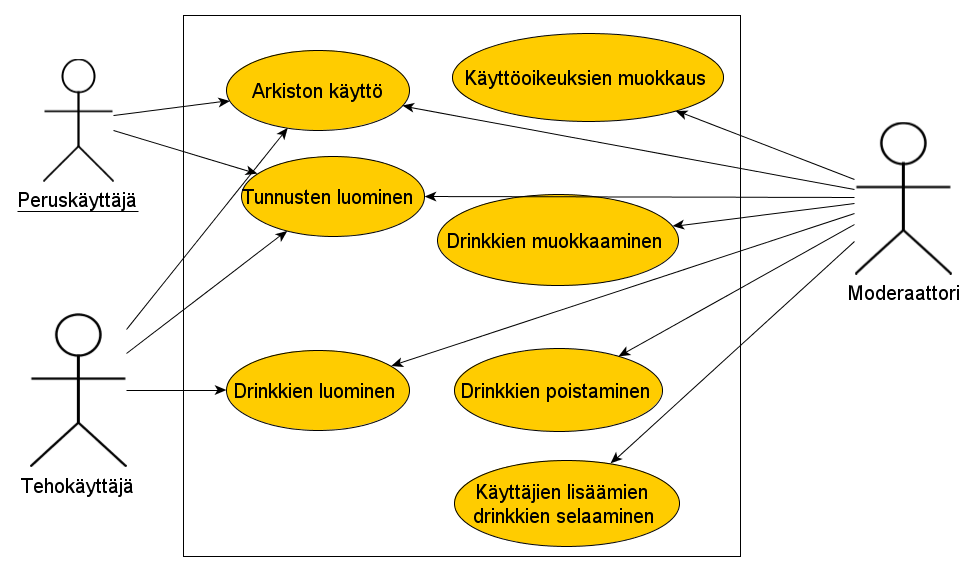 Arkiston käyttö
Käyttöoikeuksien muokkaus
Peruskäyttäjä
Tunnusten luominen
Drinkkien muokkaaminen
Moderaattori
Drinkkien luominen
Drinkkien poistaminen
Tehokäyttäjä
Käyttäjien lisäämien
drinkkien selaaminen